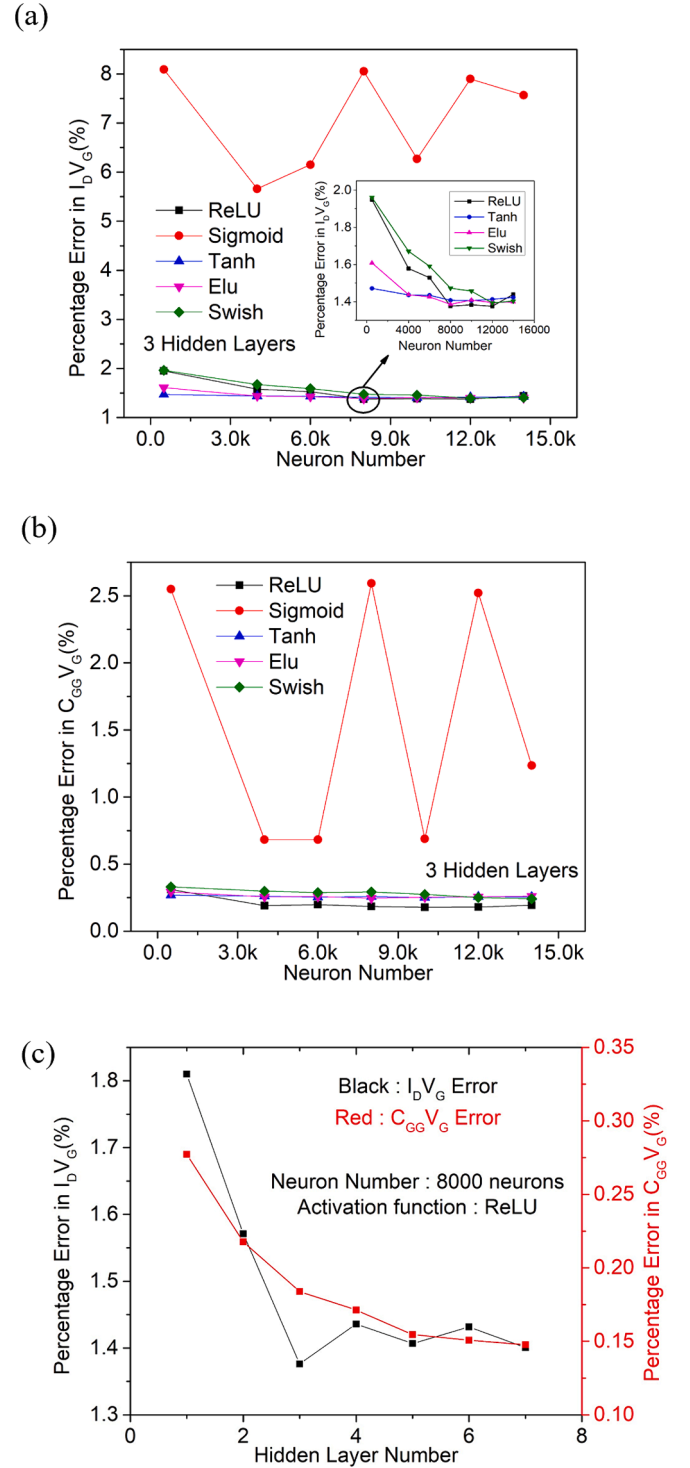 (a)
Percentage Error in I_DV_G(%)
8
7
6
5
4
3
2
1
ReLU
Sigmoid
Tanh
Elu
Swish
3 Hidden Layers
Percentage Error in I_DV_G(%)
2.0
1.8
1.6
1.4
ReLU
Tanh
Elu
Swish
0 4000 8000 12000 16000
Neuron Number
0.0 3.0k 6.0k 9.0k 12.0k 15.0k
Neuron Number
(b)
Percentage Error in C_GGV_G(%)
2.5
2.0
1.5
1.0
0.5
0.0
ReLU
Sigmoid
Tanh
Elu
Swish
3 Hidden Layers
0.0 3.0k 6.0k 9.0k 12.0k 15.0k
Neuron Number
(c)
Percentage Error in I_DV_G(%)
1.8
1.7
1.6
1.5
1.4
1.3
Black : I_DV_G Error
Red : C_GGV_G Error
Neuron Number : 8000 neurons
Activation function : ReLU
0.35
0.30
0.25
0.20
0.15
0.10
Percentage Error in C_GGV_G(%)
0 2 4 6 8
Hidden Layer Number